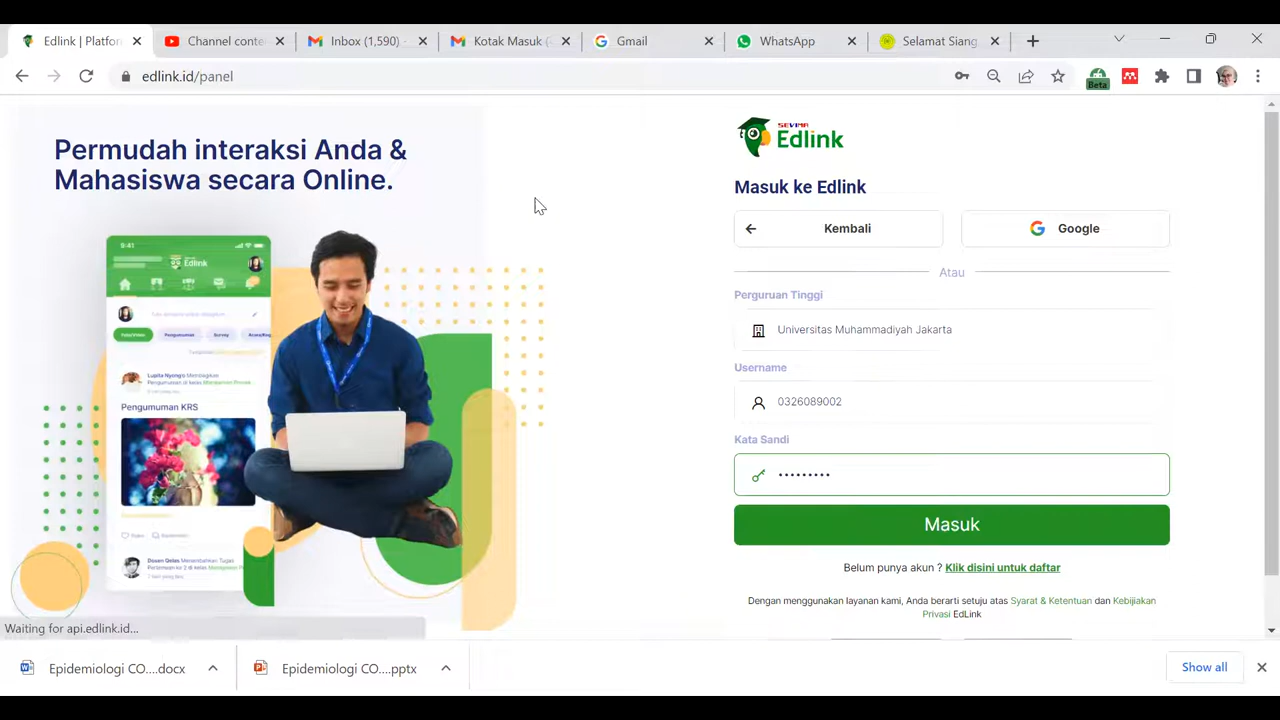 Edlink | Platfor
Channel conte
Inbox (1,590)
Kotak Masuk (
Gmail
WhatsApp
Selamat Siang
edlink.id/panel
Beta
Permudah interaksi Anda &
Mahasiswa secara Online.
9:41
Edlink
Pengumuman
Survey
Pengumuman KRS
SEVIMA
Edlink
Masuk ke Edlink
Kembali
Google
Atau
Perguruan Tinggi
Universitas Muhammadiyah Jakarta
Username
0326089002
Kata Sandi
•••••••••
Masuk
Belum punya akun ? Klik disini untuk daftar
Dengan menggunakan layanan kami, Anda berarti setuju atas Syarat & Ketentuan dan Kebijakan
Privasi EdLink
Waiting for api.edlink.id...
Epidemiologi CO....docx
Epidemiologi CO....pptx
Show all